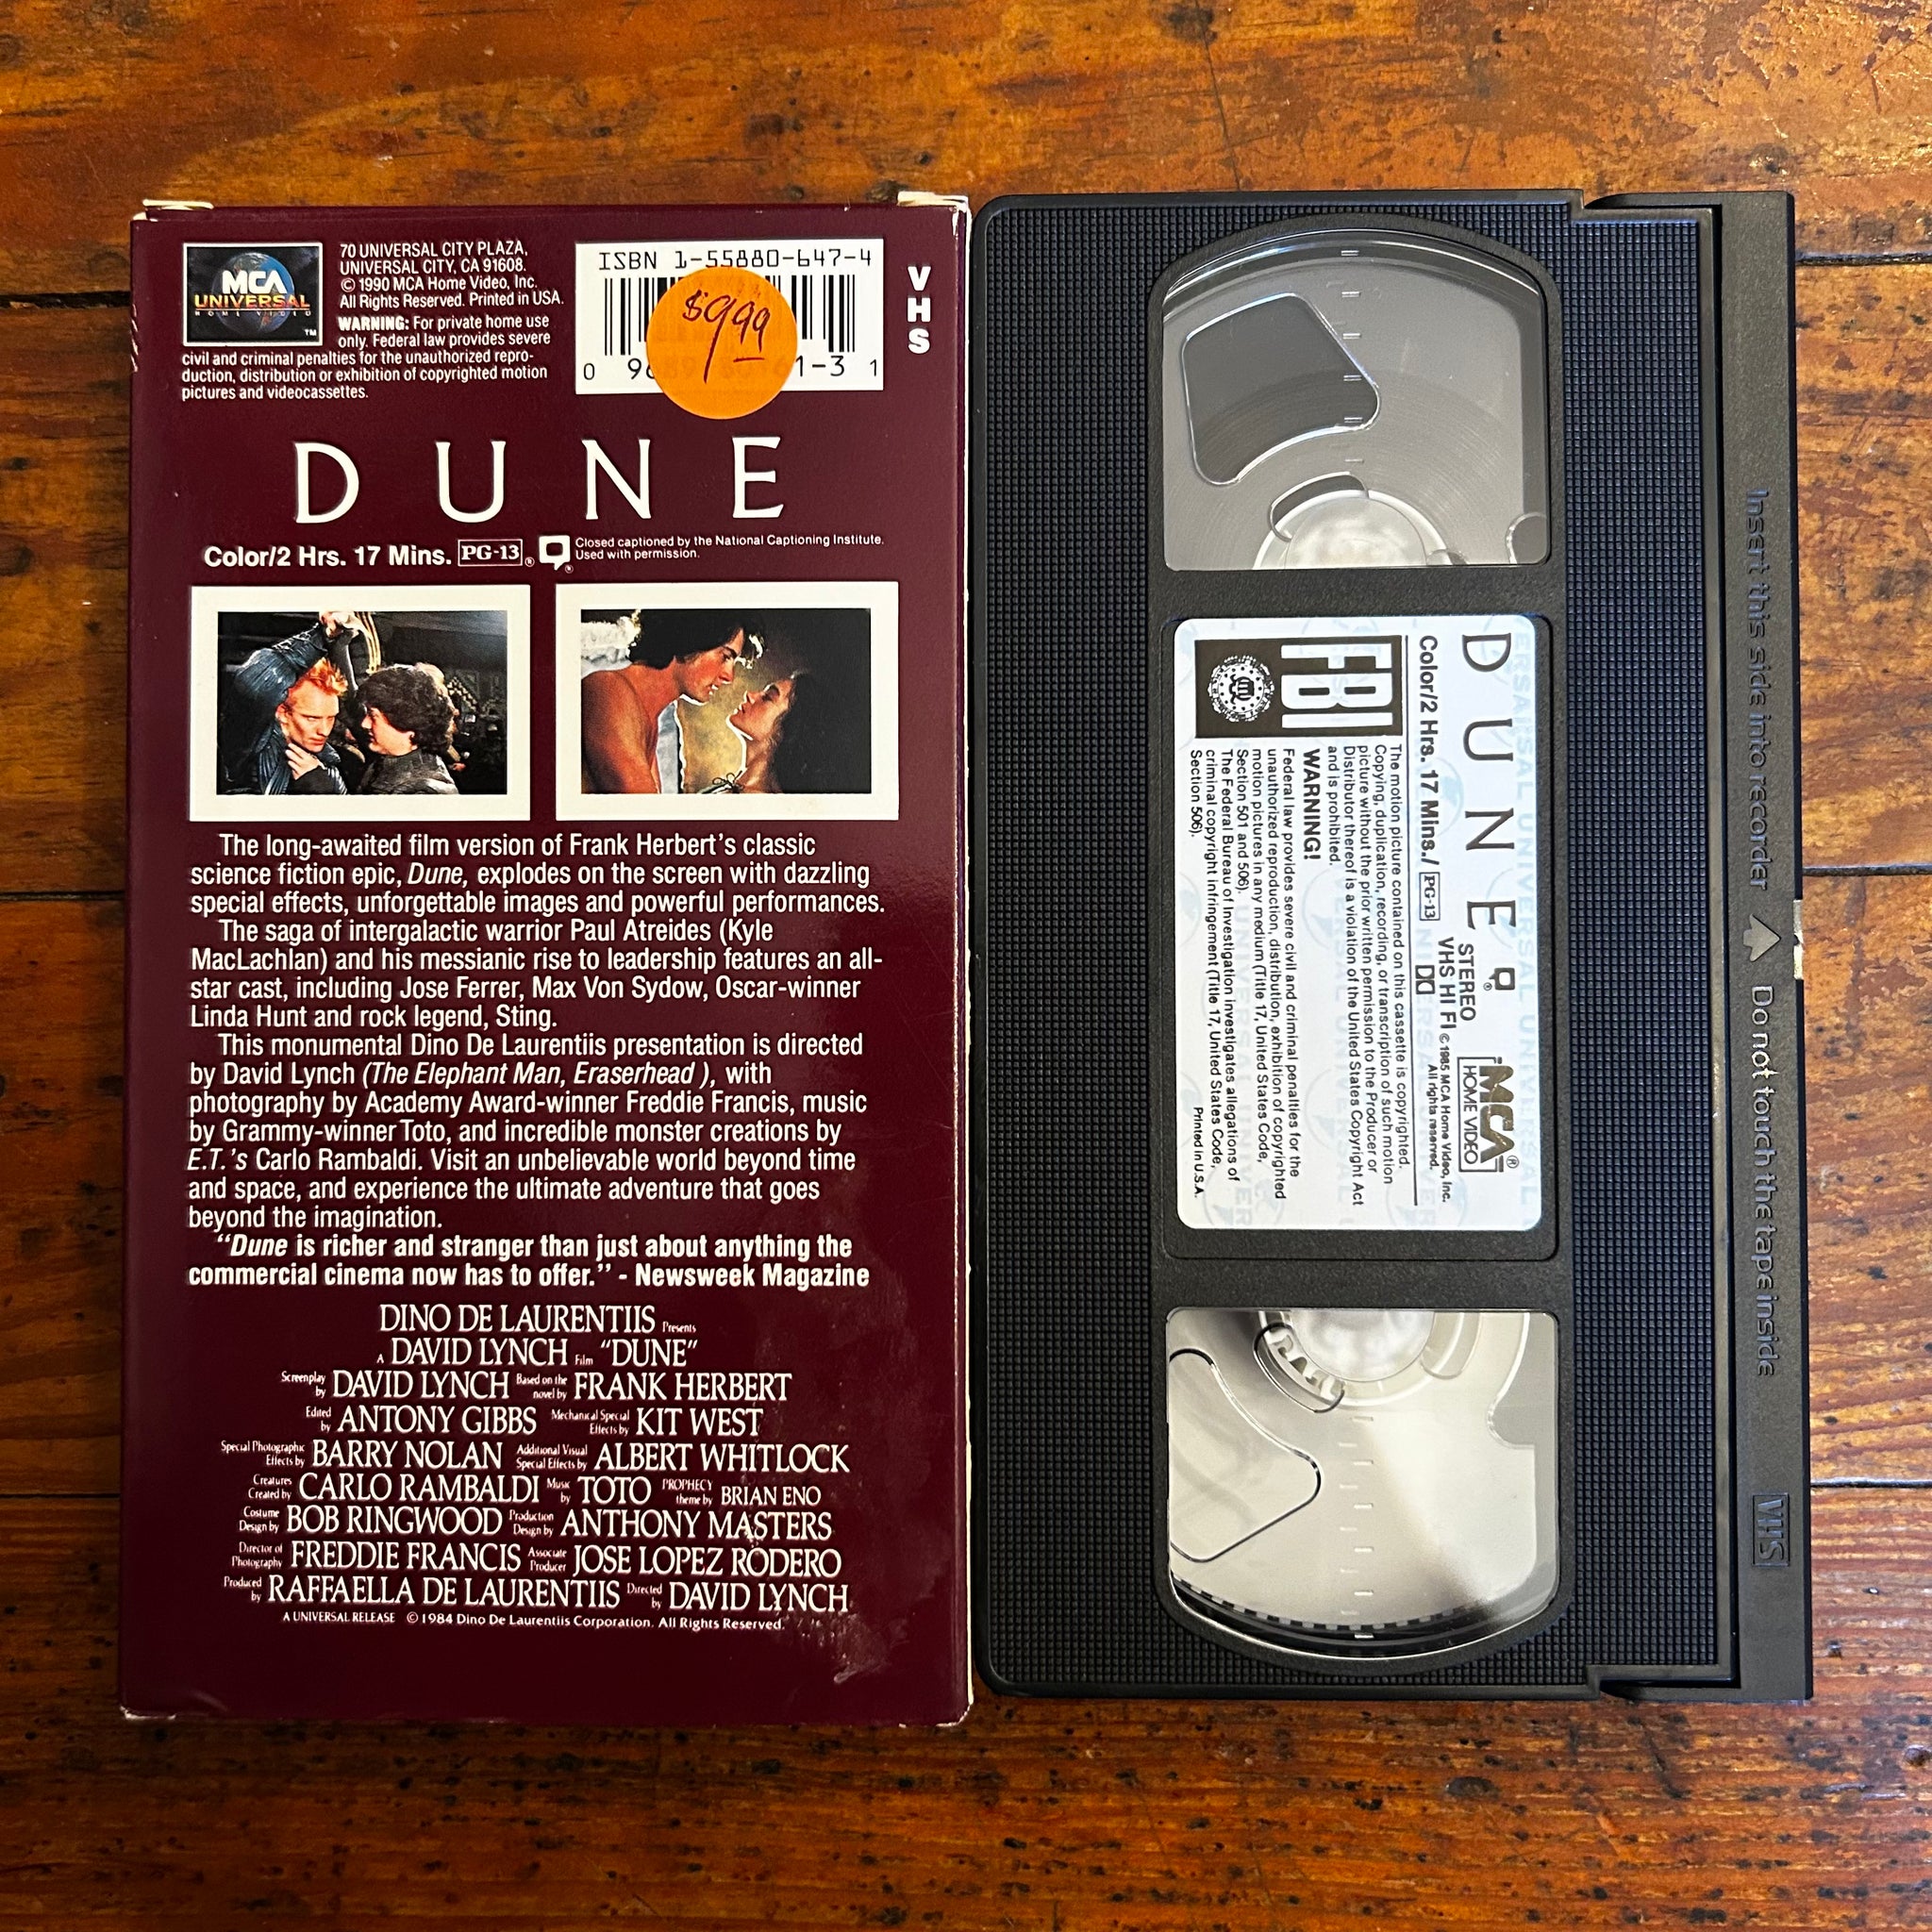 MCA
UNIVERSAL
HOME VIDEO
™
70 UNIVERSAL CITY PLAZA,
UNIVERSAL CITY, CA 91608.
© 1990 MCA Home Video, Inc.
All Rights Reserved. Printed in USA.
WARNING: For private home use
only. Federal law provides severe
civil and criminal penalties for the unauthorized repro-
duction, distribution or exhibition of copyrighted motion
pictures and videocassettes.
ISBN 1-55880-647-4
$9.99
0
1-3 1
VHS
DUNE
Color/2 Hrs. 17 Mins. PG-13 ®
Closed captioned by the National Captioning Institute.
Used with permission.
The long-awaited film version of Frank Herbert's classic
science fiction epic, Dune, explodes on the screen with dazzling
special effects, unforgettable images and powerful performances.
The saga of intergalactic warrior Paul Atreides (Kyle
MacLachlan) and his messianic rise to leadership features an all-
star cast, including Jose Ferrer, Max Von Sydow, Oscar-winner
Linda Hunt and rock legend, Sting.
This monumental Dino De Laurentiis presentation is directed
by David Lynch (The Elephant Man, Eraserhead ), with
photography by Academy Award-winner Freddie Francis, music
by Grammy-winner Toto, and incredible monster creations by
E.T.'s Carlo Rambaldi. Visit an unbelievable world beyond time
and space, and experience the ultimate adventure that goes
beyond the imagination.
"Dune is richer and stranger than just about anything the
commercial cinema now has to offer." - Newsweek Magazine
DINO DE LAURENTIIS Presents
A DAVID LYNCH Film "DUNE"
Screenplay by DAVID LYNCH Based on the novel by FRANK HERBERT
Edited by ANTONY GIBBS Mechanical Special Effects by KIT WEST
Special Photographic Effects by BARRY NOLAN Additional Visual Special Effects by ALBERT WHITLOCK
Creatures Created by CARLO RAMBALDI Music by TOTO PROPHECY theme by BRIAN ENO
Costume Design by BOB RINGWOOD Production Design by ANTHONY MASTERS
Director of Photography FREDDIE FRANCIS Associate Producer JOSE LOPEZ RODERO
Produced by RAFFAELLA DE LAURENTIIS Directed by DAVID LYNCH
A UNIVERSAL RELEASE © 1984 Dino De Laurentiis Corporation. All Rights Reserved.
DUNE
Color/2 Hrs. 17 Mins./ PG-13
STEREO
VHS HI FI
MCA®
HOME VIDEO
© 1985 MCA Home Video, Inc.
All rights reserved.
FBI
The motion picture contained on this cassette is copyrighted.
Copying, duplication, recording, or transcription of such motion
picture without the prior written permission to the Producer or
Distributor thereof is a violation of the United States Copyright Act
and is prohibited.
WARNING!
Federal law provides severe civil and criminal penalties for the
unauthorized reproduction, distribution, exhibition of copyrighted
motion pictures in any medium (Title 17, United States Code,
Section 501 and 506).
The Federal Bureau of Investigation investigates allegations of
criminal copyright infringement (Title 17, United States Code,
Section 506).
Printed in U.S.A.
Insert this side into recorder
Do not touch the tape inside
VHS